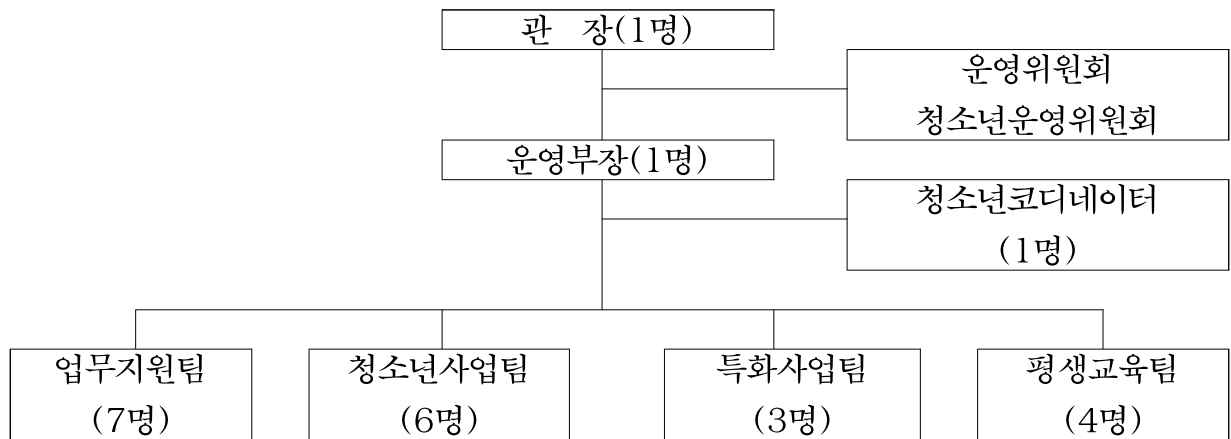 관 장(1명)
운영위원회
청소년운영위원회
운영부장(1명)
청소년코디네이터
(1명)
업무지원팀
(7명)
청소년사업팀
(6명)
특화사업팀
(3명)
평생교육팀
(4명)